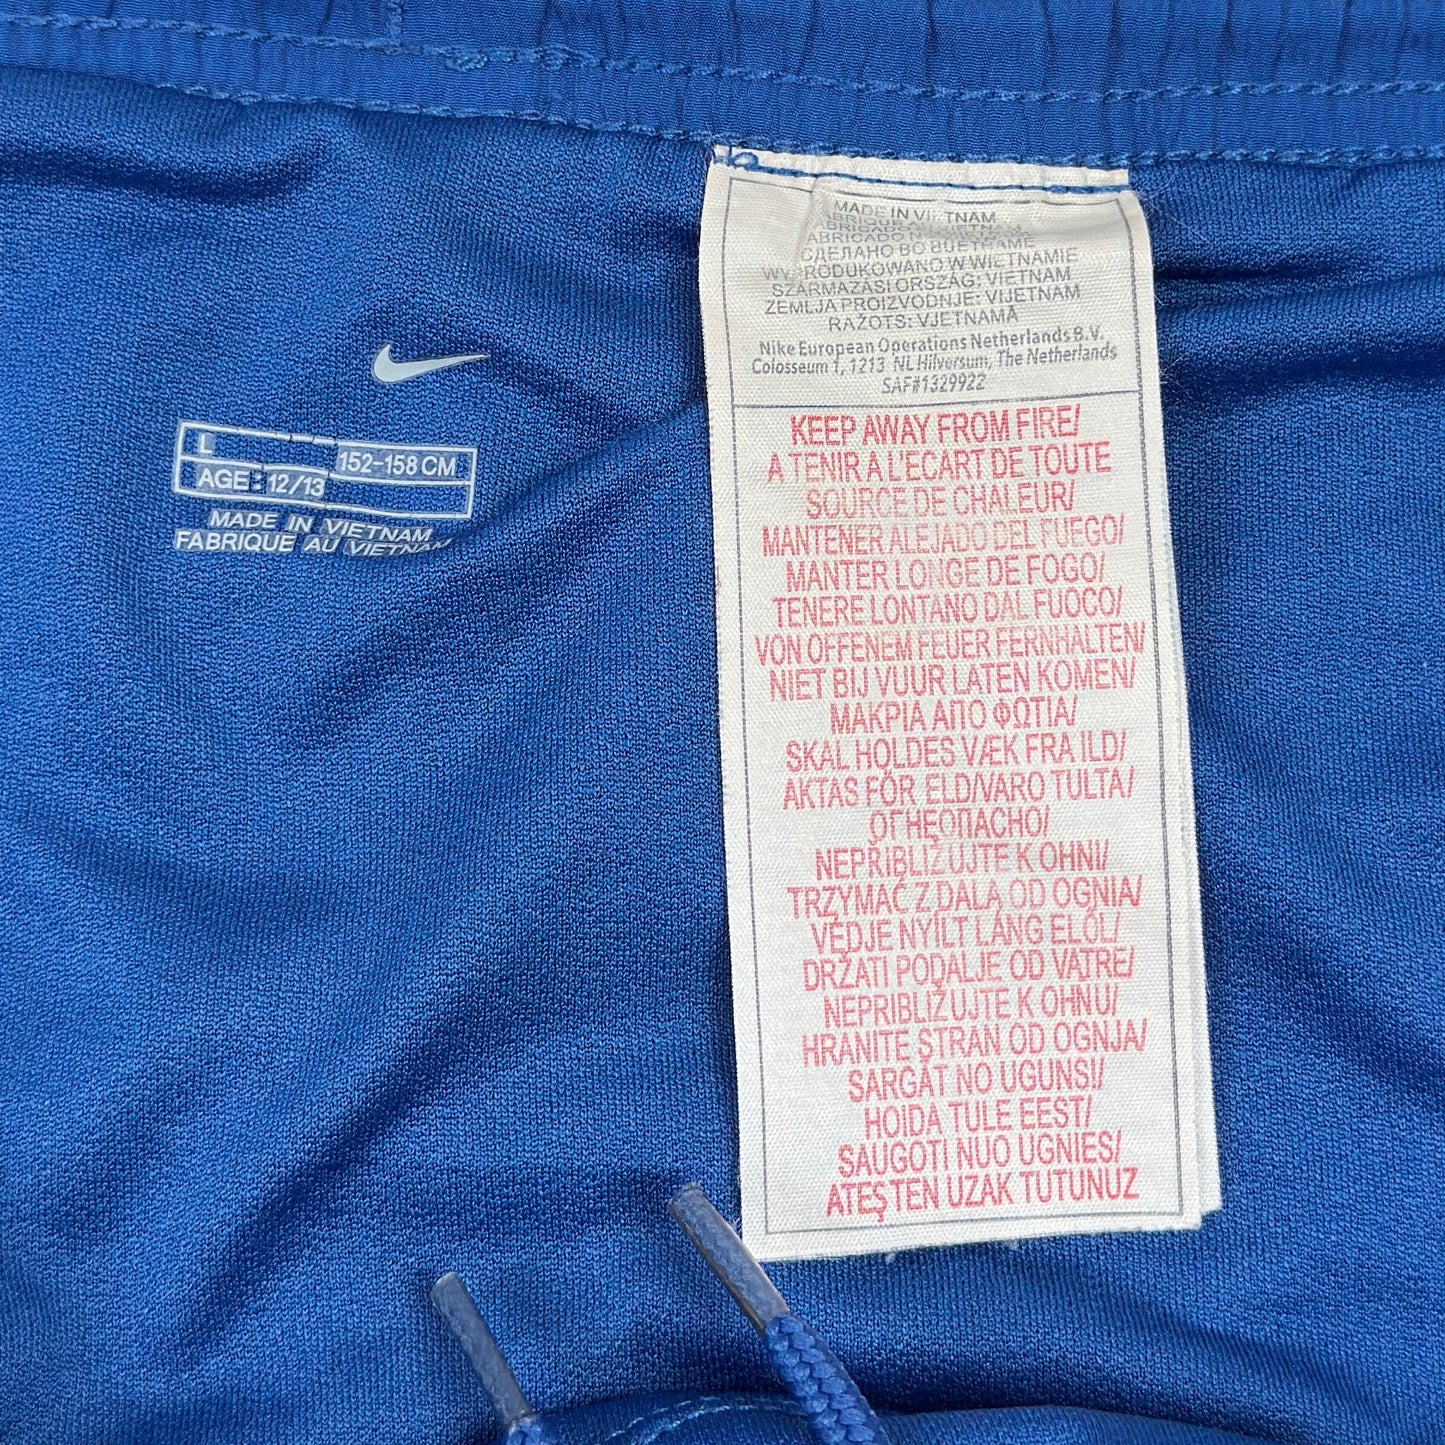 L
152-158 CM
AGE: 12/13
MADE IN VIETNAM
FABRIQUE AU VIETNAM
MADE IN VIETNAM
FABRICADO
СДЕЛАНО ВО ВЬЕТНАМЕ
WYPRODUKOWANO W WIETNAMIE
SZÁRMAZÁSI ORSZÁG: VIETNAM
ZEMLJA PROIZVODNJE: VIJETNAM
RAŽOTS: VJETNAMĀ
Nike European Operations Netherlands B.V.
Colosseum 1, 1213 NL Hilversum, The Netherlands
SAF#1329922
KEEP AWAY FROM FIRE/
A TENIR A L'ECART DE TOUTE
SOURCE DE CHALEUR/
MANTENER ALEJADO DEL FUEGO/
MANTER LONGE DE FOGO/
TENERE LONTANO DAL FUOCO/
VON OFFENEM FEUER FERNHALTEN/
NIET BIJ VUUR LATEN KOMEN/
ΜΑΚΡΙΑ ΑΠΟ ΦΩΤΙΑ/
SKAL HOLDES VÆK FRA ILD/
AKTAS FÖR ELD/VARO TULTA/
ОГНЕОПАСНО/
NEPŘIBLIŽUJTE K OHNI/
TRZYMAĆ Z DALA OD OGNIA/
VÉDJE NYÍLT LÁNG ELŐL/
DRŽATI PODALJE OD VATRE/
NEPRIBLIŽUJTE K OHŇU/
HRANITE STRAN OD OGNJA/
SARGĀT NO UGUNS!/
HOIDA TULE EEST/
SAUGOTI NUO UGNIES/
ATEŞTEN UZAK TUTUNUZ